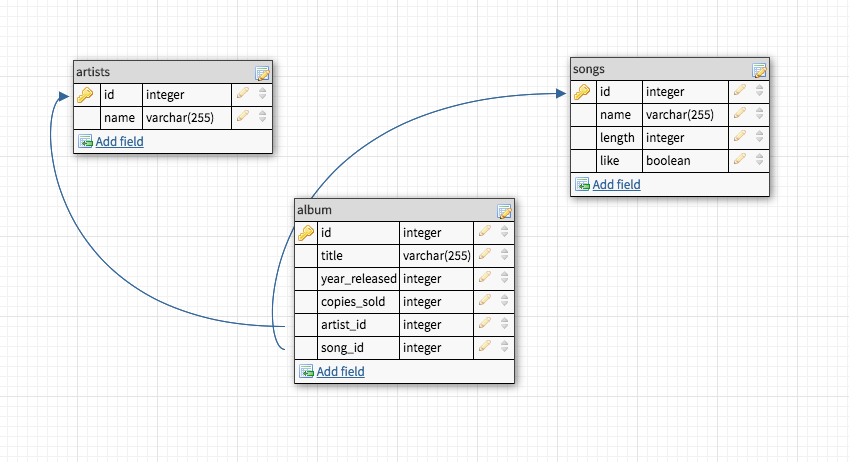 artists
id integer
name varchar(255)
Add field
songs
id integer
name varchar(255)
length integer
like boolean
Add field
album
id integer
title varchar(255)
year_released integer
copies_sold integer
artist_id integer
song_id integer
Add field